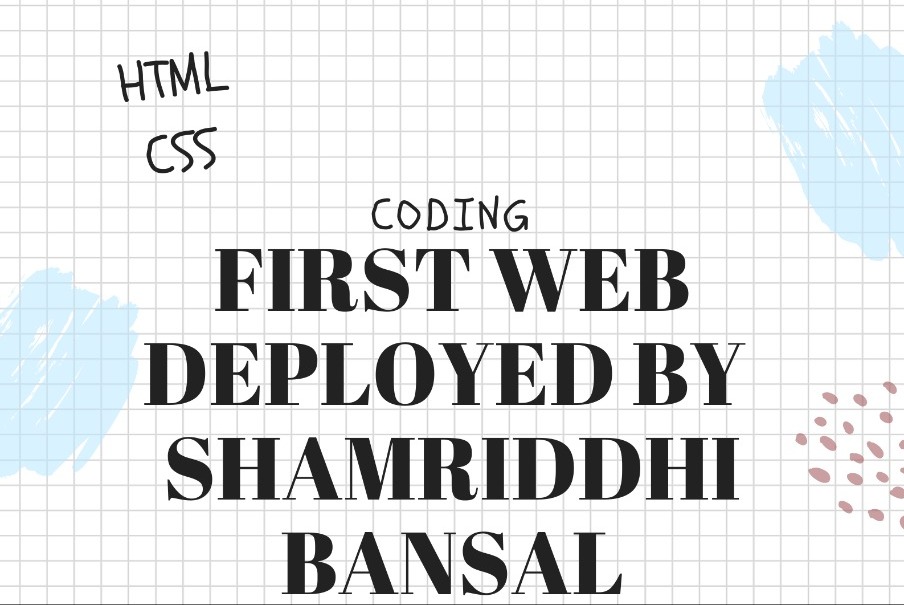 HTML
CSS
CODING
FIRST WEB
DEPLOYED BY
SHAMRIDDHI
BANSAL